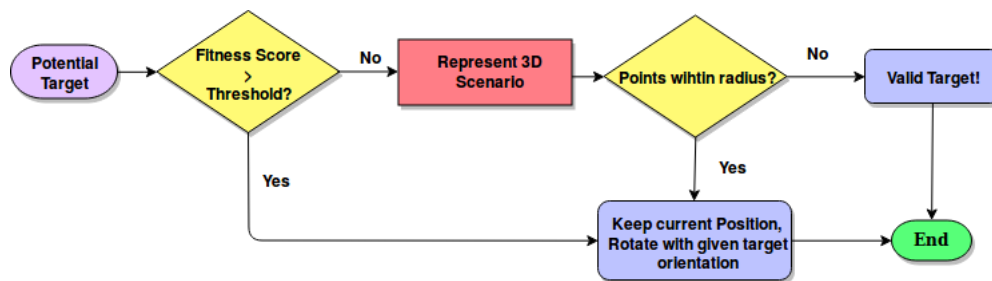 Potential
Target
Fitness Score
>
Threshold?
No
Represent 3D
Scenario
Points wihtin radius?
No
Valid Target!
Yes
Yes
Keep current Position,
Rotate with given target
orientation
End